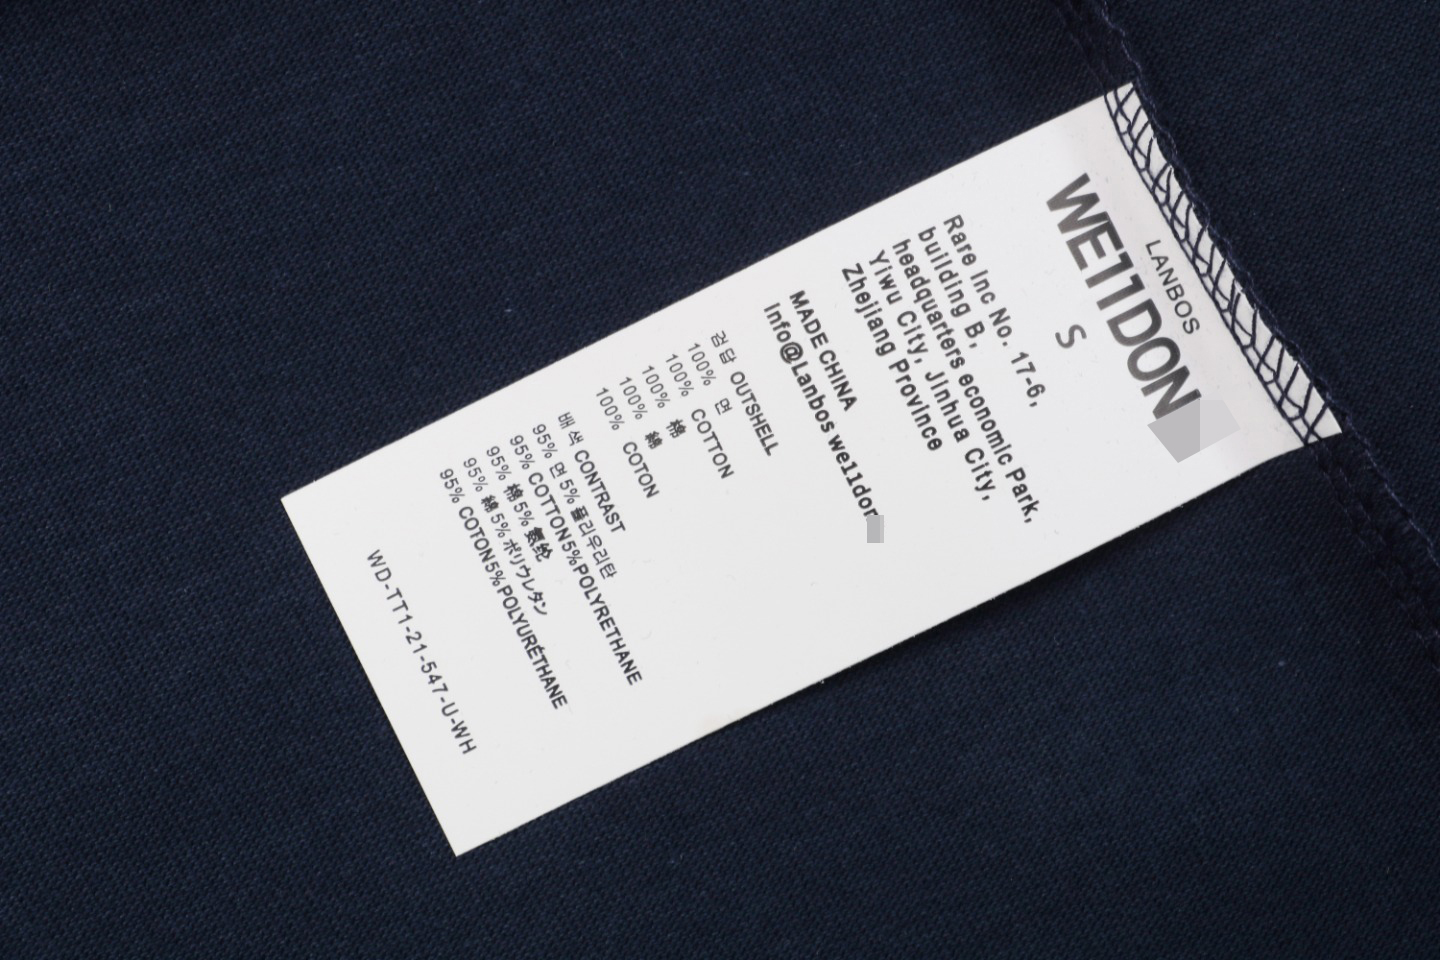 LANBOS
WE11DON
S
Rare Inc No. 17-6,
building B,
headquarters economic Park,
Yiwu City, Jinhua City,
Zhejiang Province
MADE CHINA
Info@Lanbos we11don
겉 담 OUTSHELL
100% 면
100% COTTON
100% 棉
100% 綿
100% COTON
배 색 CONTRAST
95% 면 5% 폴리우리탄
95% COTTON5%POLYRETHANE
95% 棉 5% 氨纶
95% 綿 5% ポリウレタン
95% COTON5%POLYURÉTHANE
WD-TT1-21-547-U-WH